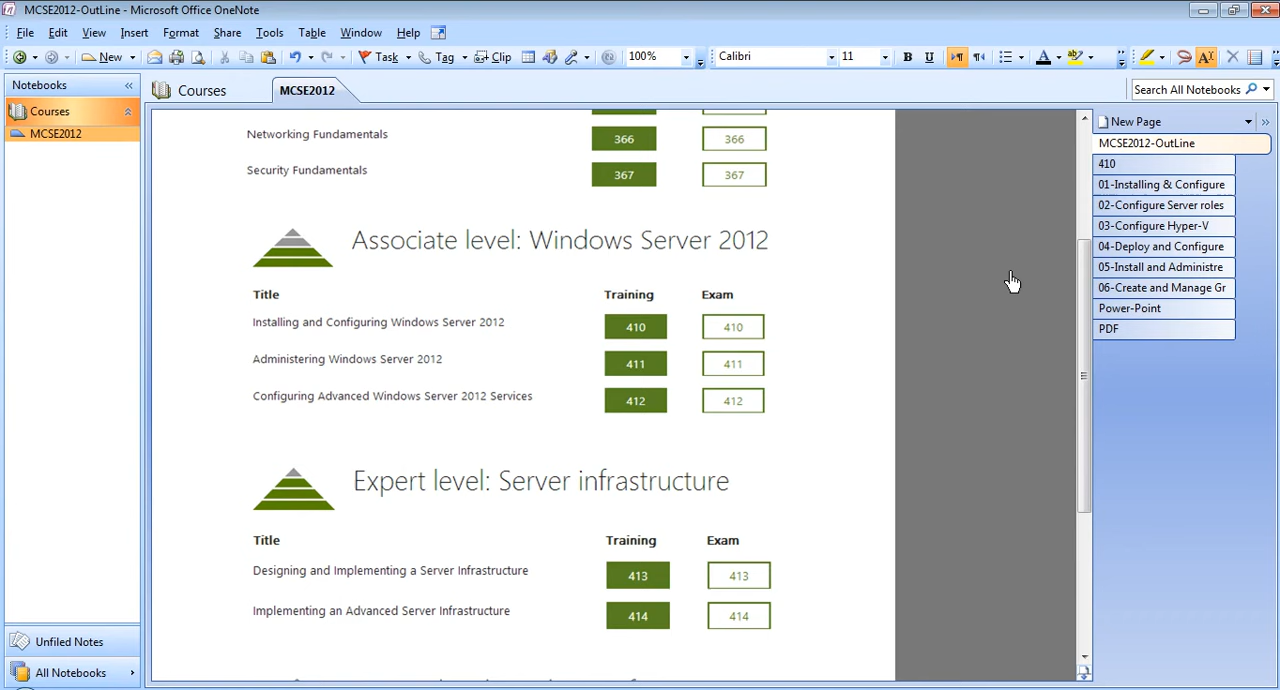 MCSE2012-OutLine - Microsoft Office OneNote
File Edit View Insert Format Share Tools Table Window Help
New Task Tag Clip 100% Calibri 11 B U
Notebooks
Courses
MCSE2012
Search All Notebooks
Courses
MCSE2012
New Page
MCSE2012-OutLine
410
01-Installing & Configure
02-Configure Server roles
03-Configure Hyper-V
04-Deploy and Configure
05-Install and Administre
06-Create and Manage Gr
Power-Point
PDF
Networking Fundamentals 366 366
Security Fundamentals 367 367
Associate level: Windows Server 2012
Title Training Exam
Installing and Configuring Windows Server 2012 410 410
Administering Windows Server 2012 411 411
Configuring Advanced Windows Server 2012 Services 412 412
Expert level: Server infrastructure
Title Training Exam
Designing and Implementing a Server Infrastructure 413 413
Implementing an Advanced Server Infrastructure 414 414
Unfiled Notes
All Notebooks